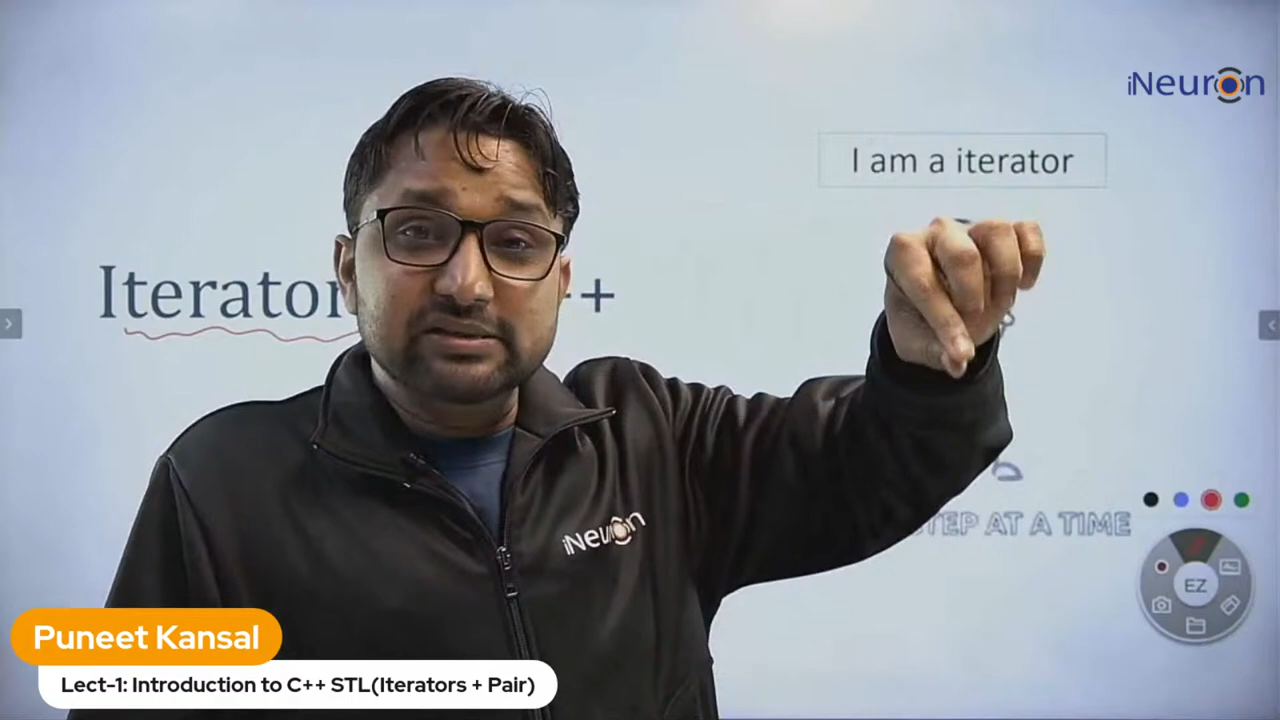 iNeuron
I am a iterator
Iterator
++
iNeuron
STEP AT A TIME
EZ
Puneet Kansal
Lect-1: Introduction to C++ STL(Iterators + Pair)